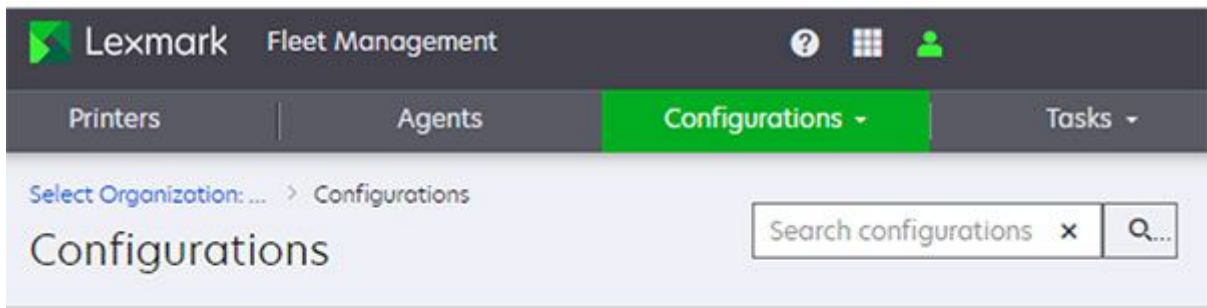 Lexmark Fleet Management ?
Printers Agents Configurations Tasks
Select Organization: ... > Configurations
Configurations
Search configurations × ...